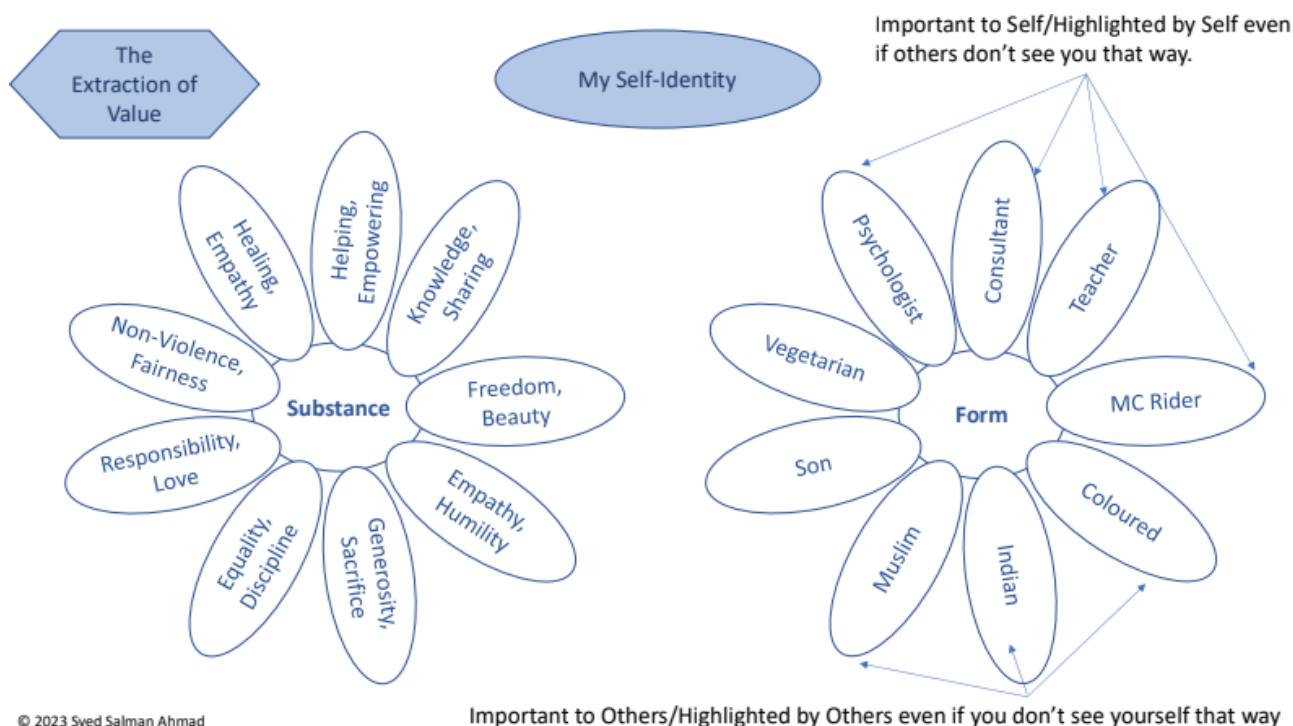 The
Extraction of
Value
My Self-Identity
Important to Self/Highlighted by Self even
if others don’t see you that way.
Healing,
Empathy
Helping,
Empowering
Knowledge,
Sharing
Non-Violence,
Fairness
Substance
Freedom,
Beauty
Responsibility,
Love
Empathy,
Humility
Equality,
Discipline
Generosity,
Sacrifice
Psychologist
Consultant
Teacher
Vegetarian
Form
MC Rider
Son
Coloured
Muslim
Indian
© 2023 Syed Salman Ahmad
Important to Others/Highlighted by Others even if you don’t see yourself that way